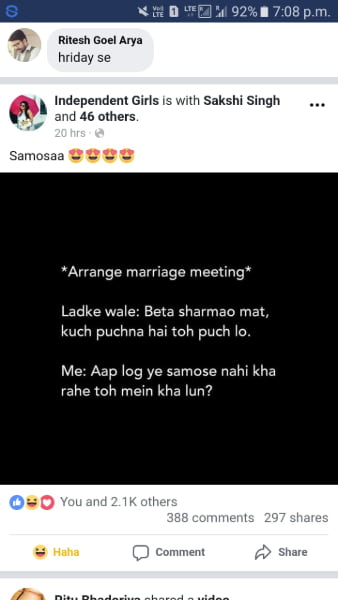 92% 7:08 p.m.
Ritesh Goel Arya
hriday se
Independent Girls is with Sakshi Singh
and 46 others.
20 hrs
Samosaa 😍😍😍😍
*Arrange marriage meeting*
Ladke wale: Beta sharmao mat,
kuch puchna hai toh puch lo.
Me: Aap log ye samose nahi kha
rahe toh mein kha lun?
You and 2.1K others
388 comments 297 shares
Haha Comment Share